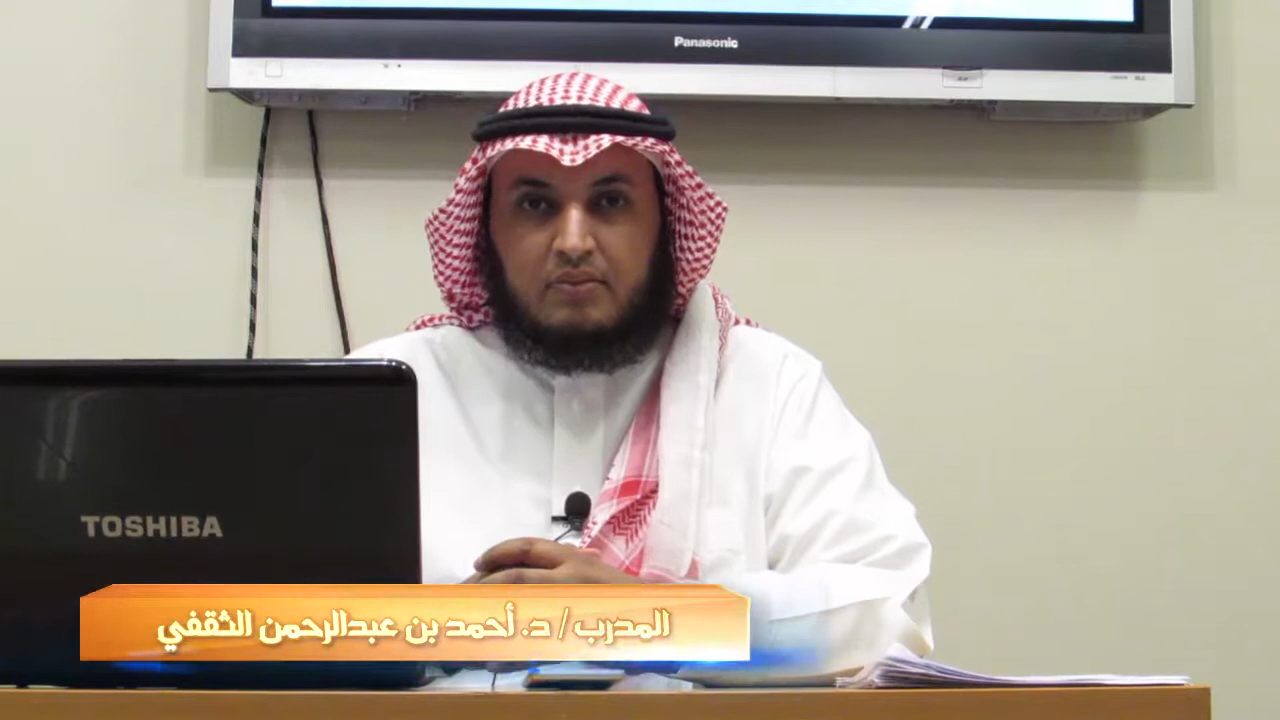 Panasonic
TOSHIBA
المدرب / د. أحمد بن عبدالرحمن الثقفي